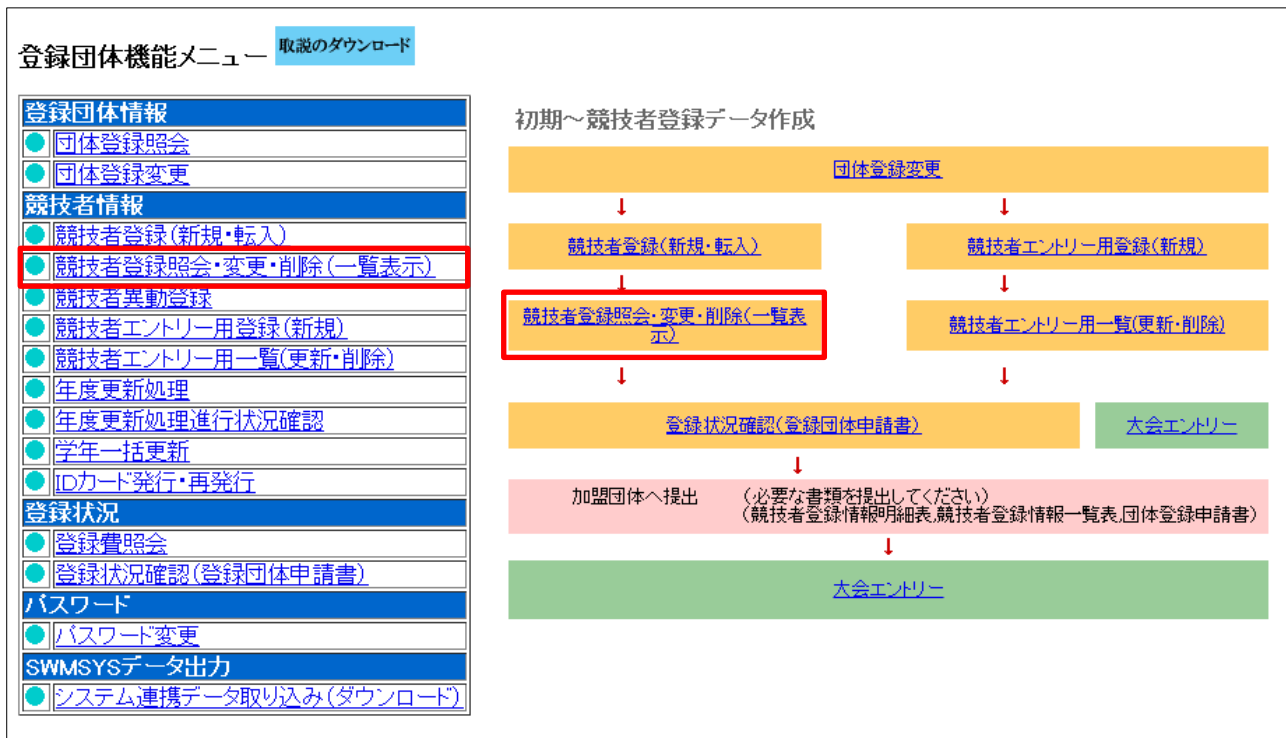 登録団体機能メニュー
取説のダウンロード
登録団体情報
団体登録照会
団体登録変更
競技者情報
競技者登録(新規・転入)
競技者登録照会・変更・削除(一覧表示)
競技者異動登録
競技者エントリー用登録(新規)
競技者エントリー用一覧(更新・削除)
年度更新処理
年度更新処理進行状況確認
学年一括更新
IDカード発行・再発行
登録状況
登録費照会
登録状況確認(登録団体申請書)
パスワード
パスワード変更
SWMSYSデータ出力
システム連携データ取り込み(ダウンロード)
初期～競技者登録データ作成
団体登録変更
↓ ↓
競技者登録(新規・転入)
競技者エントリー用登録(新規)
↓ ↓
競技者登録照会・変更・削除(一覧表
示)
競技者エントリー用一覧(更新・削除)
↓ ↓
登録状況確認(登録団体申請書)
大会エントリー
↓
加盟団体へ提出 (必要な書類を提出してください)
(競技者登録情報明細表,競技者登録情報一覧表,団体登録申請書)
↓
大会エントリー